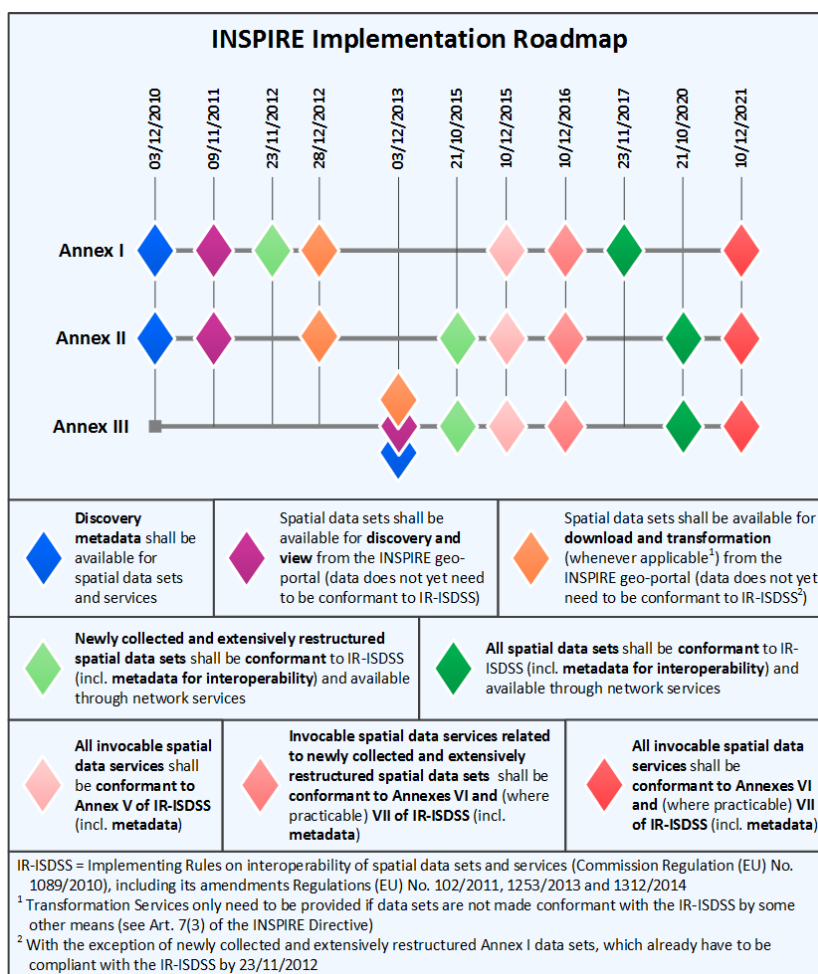 INSPIRE Implementation Roadmap
03/12/2010
09/11/2011
23/11/2012
28/12/2012
03/12/2013
21/10/2015
10/12/2015
10/12/2016
23/11/2017
21/10/2020
10/12/2021
Annex I
Annex II
Annex III
Discovery
metadata shall
be available for
spatial data sets
and services
Spatial data sets shall be
available for discovery and
view from the INSPIRE geo-
portal (data does not yet need
to be conformant to IR-ISDSS)
Spatial data sets shall be available for
download and transformation
(whenever applicable¹) from the
INSPIRE geo-portal (data does not yet
need to be conformant to IR-ISDSS²)
Newly collected and extensively restructured
spatial data sets shall be conformant to IR-ISDSS
(incl. metadata for interoperability) and available
through network services
All spatial data sets shall be conformant to IR-
ISDSS (incl. metadata for interoperability) and
available through network services
All invocable spatial
data services shall
be conformant to
Annex V of IR-ISDSS
(incl. metadata)
Invocable spatial data services related
to newly collected and extensively
restructured spatial data sets shall be
conformant to Annexes VI and (where
practicable) VII of IR-ISDSS (incl.
metadata)
All invocable spatial data
services shall be
conformant to Annexes VI
and (where practicable) VII
of IR-ISDSS (incl. metadata)
IR-ISDSS = Implementing Rules on interoperability of spatial data sets and services (Commission Regulation (EU) No.
1089/2010), including its amendments Regulations (EU) No. 102/2011, 1253/2013 and 1312/2014
¹ Transformation Services only need to be provided if data sets are not made conformant with the IR-ISDSS by some
other means (see Art. 7(3) of the INSPIRE Directive)
² With the exception of newly collected and extensively restructured Annex I data sets, which already have to be
compliant with the IR-ISDSS by 23/11/2012